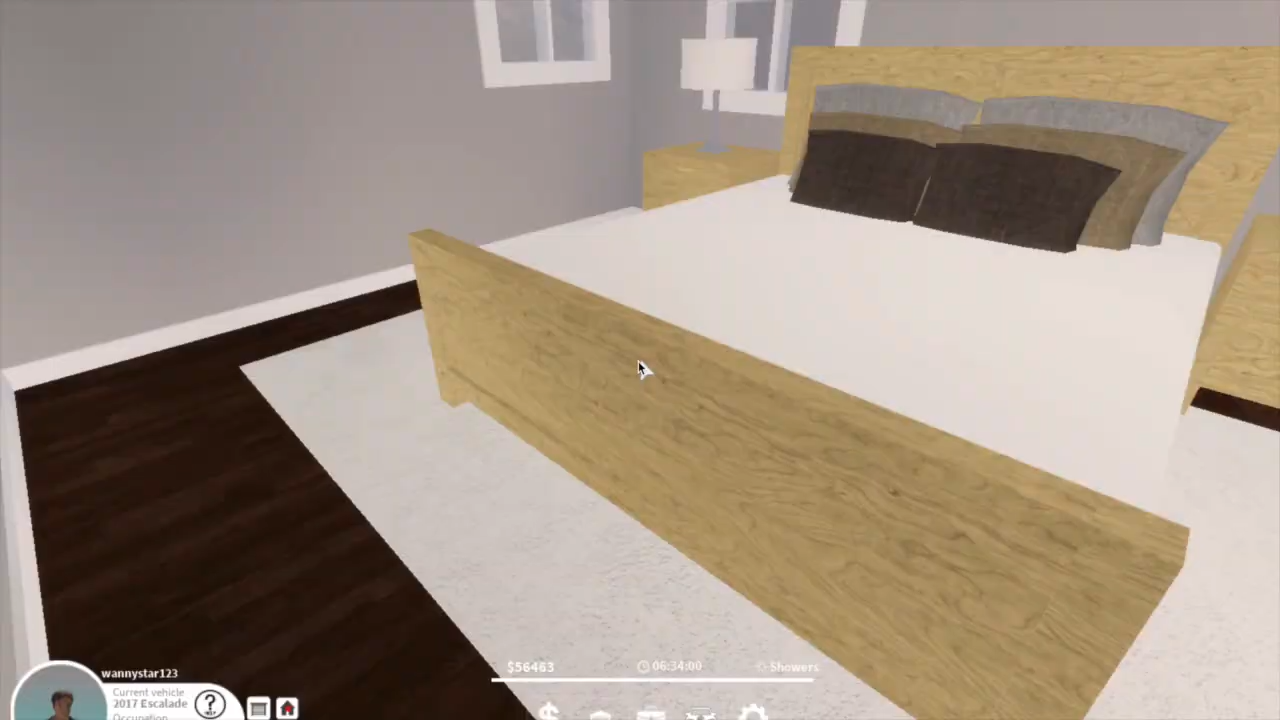 wannystar123
Current vehicle
2017 Escalade
Occupation
?
$56463
06:34:00
Showers
$